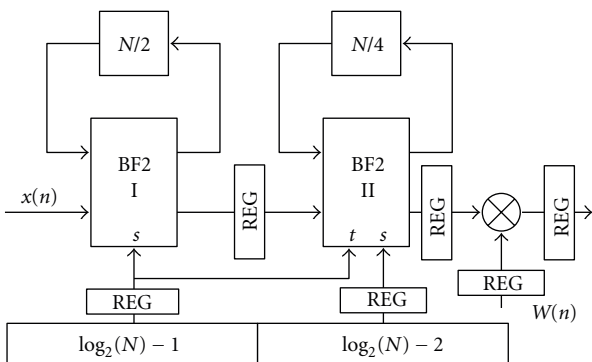 N/2
N/4
BF2
I
BF2
II
x(n)
REG
REG
REG
s
t s
REG
REG
REG
W(n)
log₂(N) − 1
log₂(N) − 2